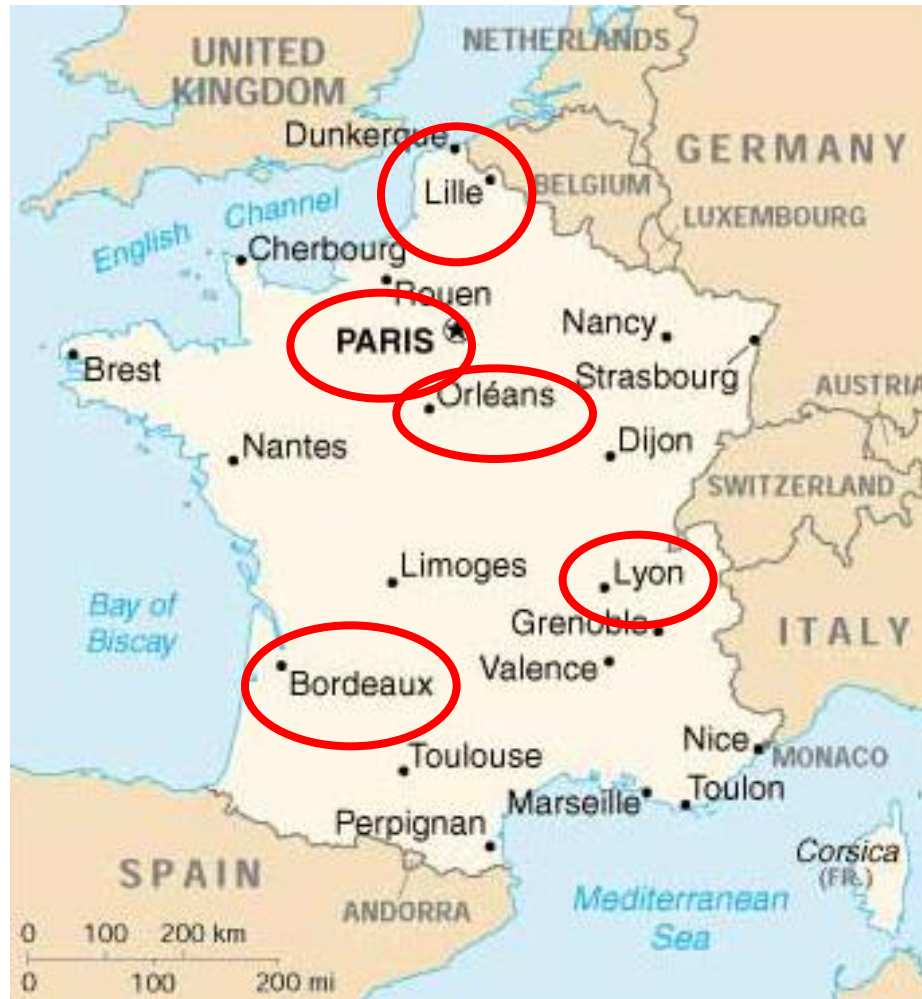 UNITED
KINGDOM
NETHERLANDS
Dunkerque
GERMANY
Lille
BELGIUM
LUXEMBOURG
English Channel
Cherbourg
Rouen
PARIS
Nancy
Brest
Strasbourg
Orléans
AUSTRIA
Nantes
Dijon
SWITZERLAND
Limoges
Lyon
Bay of
Biscay
Grenoble
ITALY
Valence
Bordeaux
Nice
MONACO
Toulouse
Marseille
Toulon
Perpignan
SPAIN
Corsica
(FR.)
ANDORRA
Mediterranean
Sea
0 100 200 km
0 100 200 mi